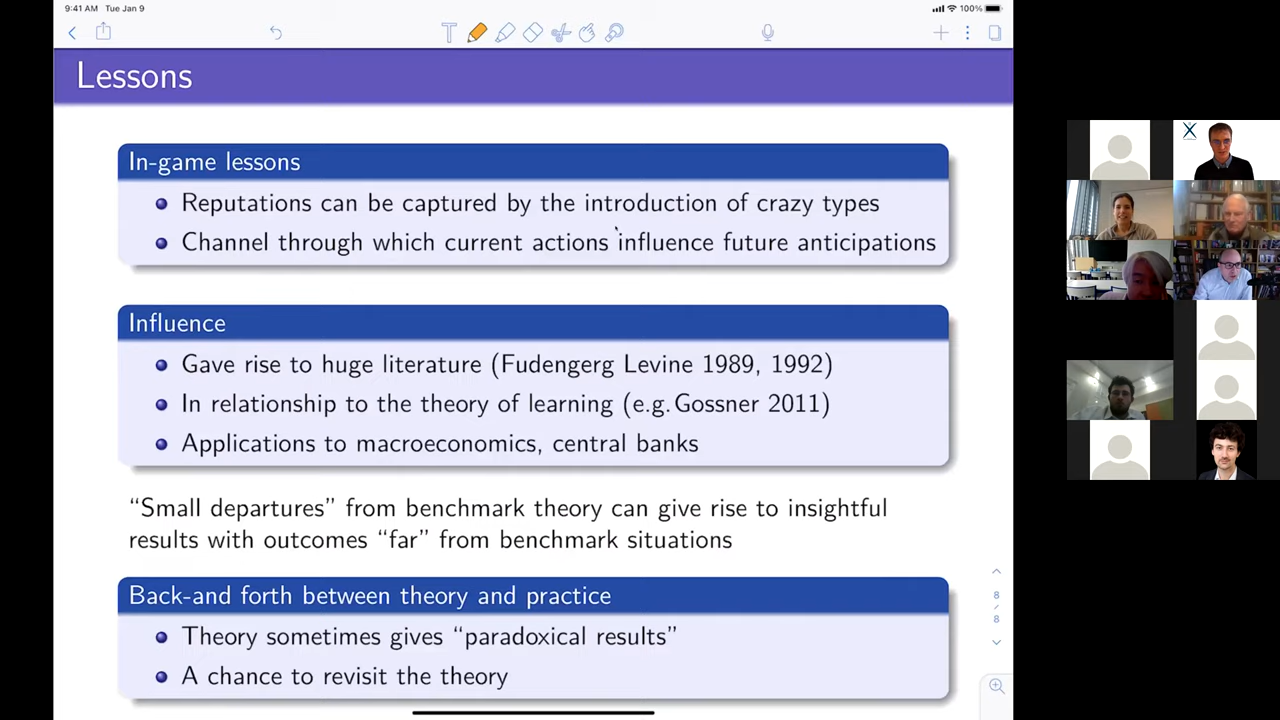 9:41 AM Tue Jan 9
100%
Lessons
In-game lessons
Reputations can be captured by the introduction of crazy types
Channel through which current actions influence future anticipations
Influence
Gave rise to huge literature (Fudengerg Levine 1989, 1992)
In relationship to the theory of learning (e.g. Gossner 2011)
Applications to macroeconomics, central banks
“Small departures” from benchmark theory can give rise to insightful
results with outcomes “far” from benchmark situations
Back-and forth between theory and practice
Theory sometimes gives “paradoxical results”
A chance to revisit the theory
8
/
8